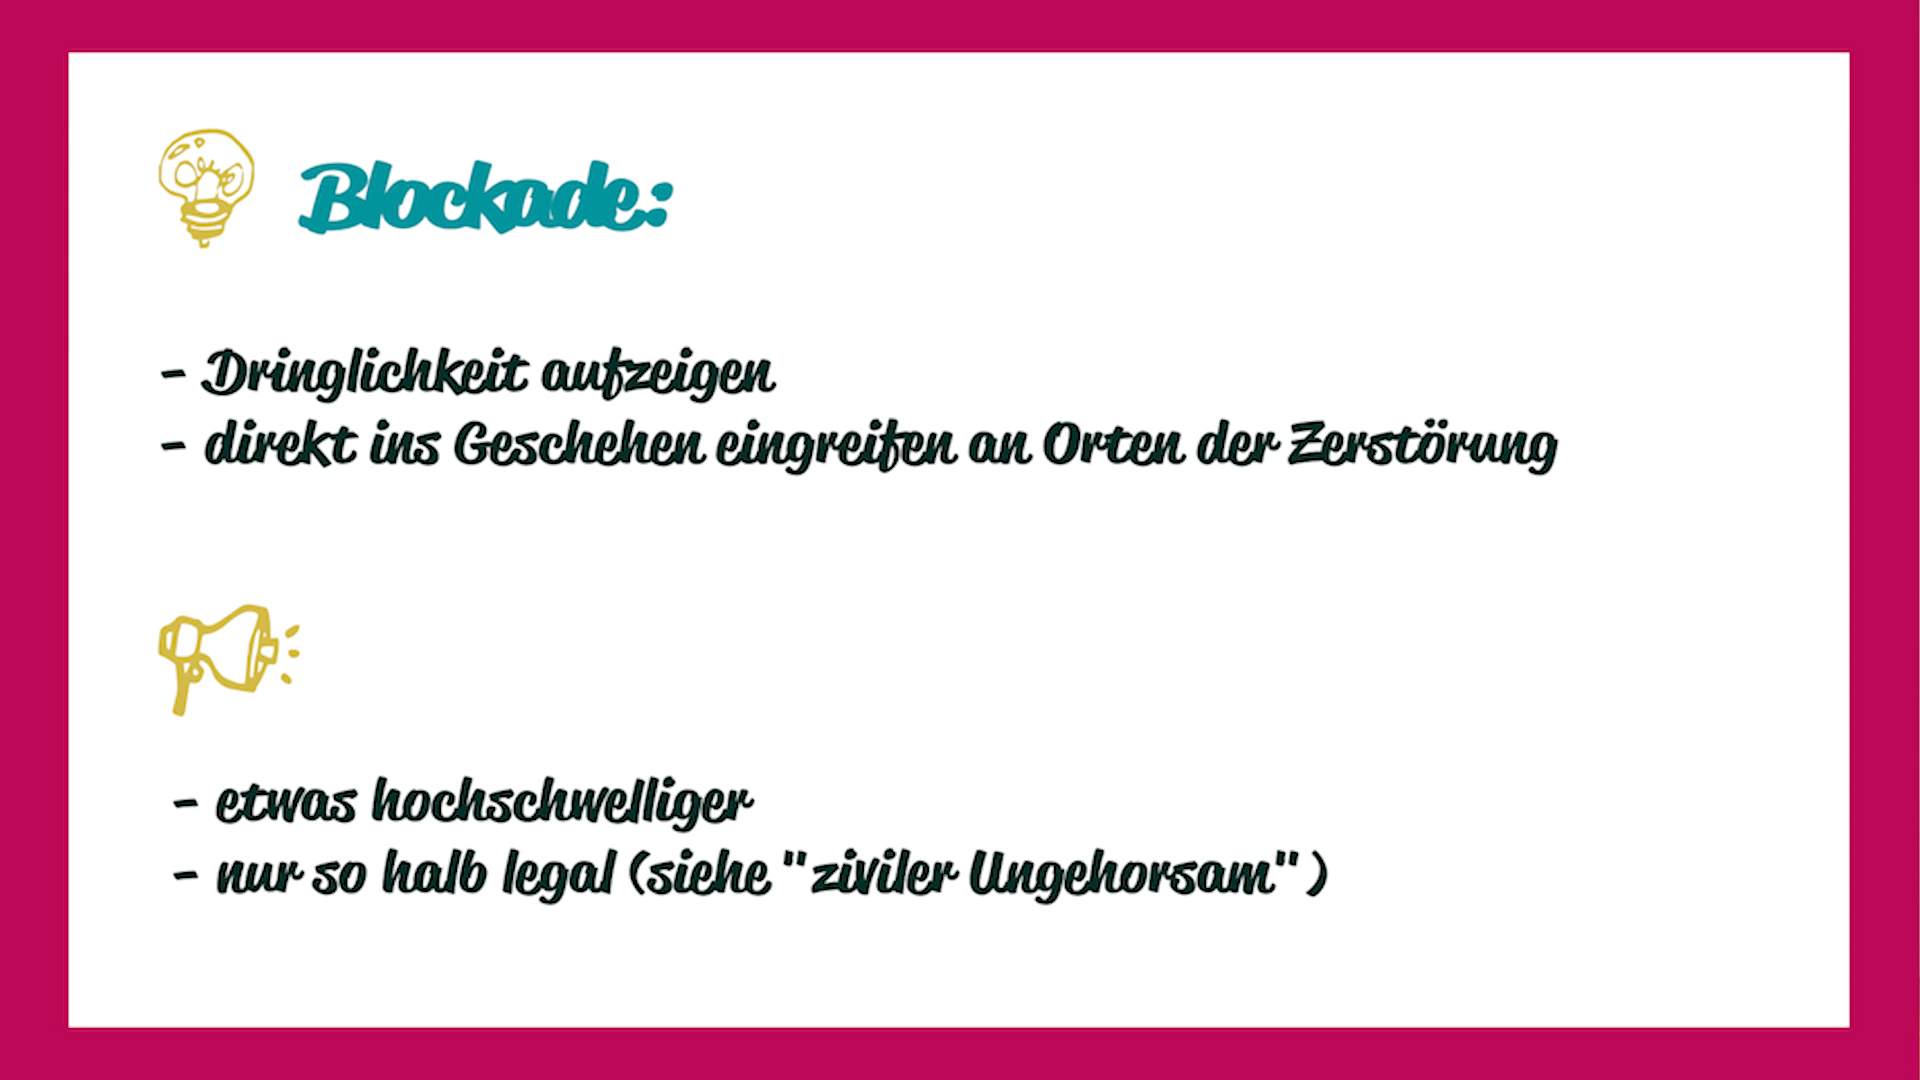 Blockade:
- Dringlichkeit aufzeigen
- direkt ins Geschehen eingreifen an Orten der Zerstörung
- etwas hochschwelliger
- nur so halb legal (siehe "ziviler Ungehorsam" )